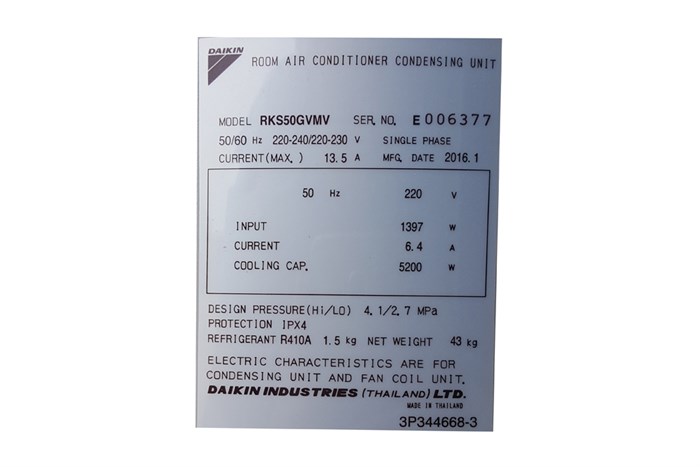 DAIKIN
ROOM AIR CONDITIONER CONDENSING UNIT
MODEL RKS50GVMV SER. NO. E006377
50/60 Hz 220-240/220-230 V SINGLE PHASE
CURRENT(MAX.) 13.5 A MFG. DATE 2016.1
50 Hz 220 V
INPUT 1397 W
CURRENT 6.4 A
COOLING CAP. 5200 W
DESIGN PRESSURE(Hi/LO) 4.1/2.7 MPa
PROTECTION IPX4
REFRIGERANT R410A 1.5 kg NET WEIGHT 43 kg
ELECTRIC CHARACTERISTICS ARE FOR
CONDENSING UNIT AND FAN COIL UNIT.
DAIKIN INDUSTRIES (THAILAND) LTD.
MADE IN THAILAND
3P344668-3